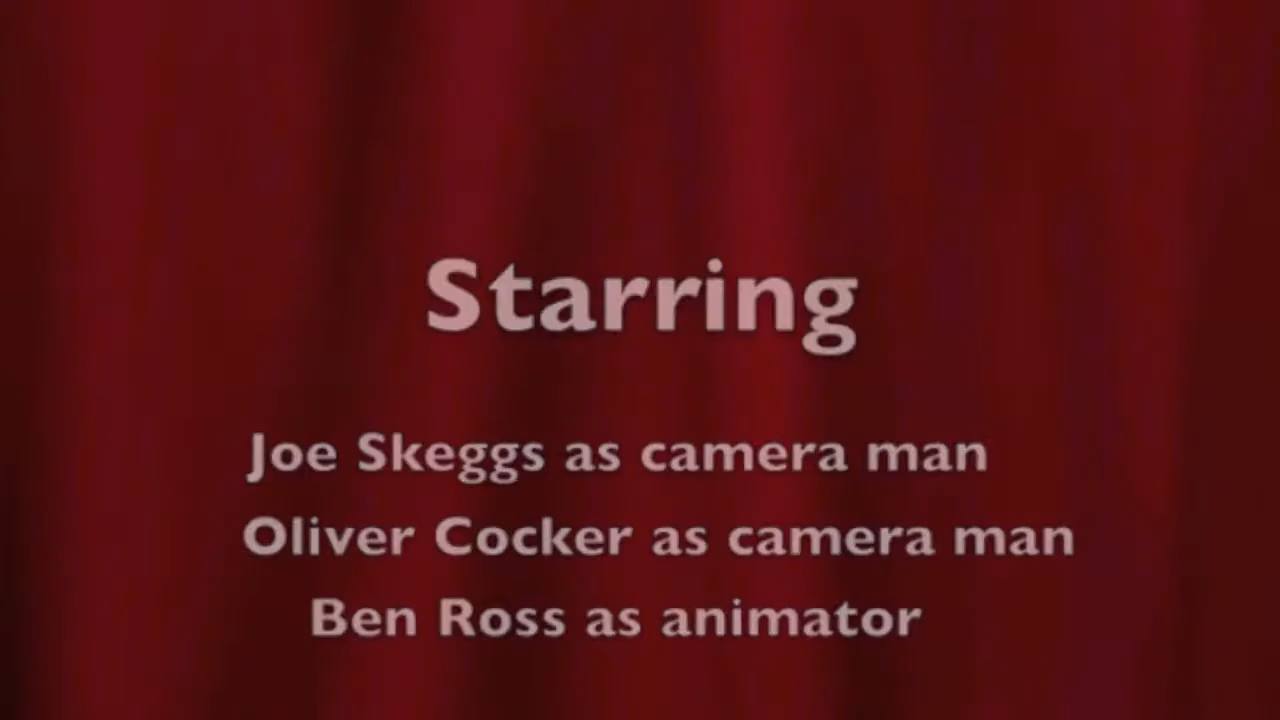 Starring
Joe Skeggs as camera man
Oliver Cocker as camera man
Ben Ross as animator